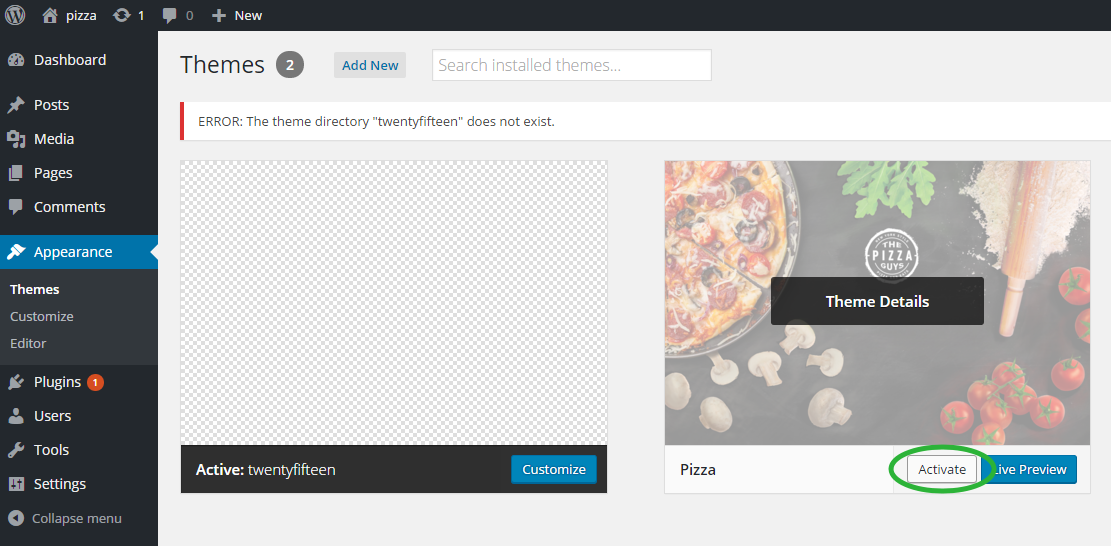 pizza 1 0 New
Dashboard
Posts
Media
Pages
Comments
Appearance
Themes
Customize
Editor
Plugins 1
Users
Tools
Settings
Collapse menu
Themes 2 Add New Search installed themes...
ERROR: The theme directory "twentyfifteen" does not exist.
Active: twentyfifteen Customize
THE
PIZZA
GUYS
Theme Details
Pizza Activate Live Preview